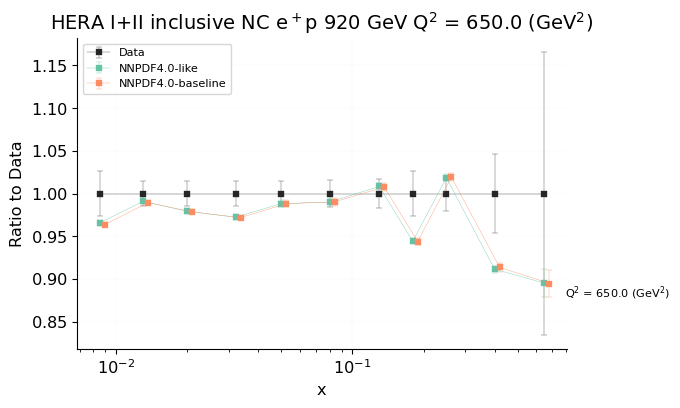 HERA I+II inclusive NC e⁺p 920 GeV Q² = 650.0 (GeV²)
Data
NNPDF4.0-like
NNPDF4.0-baseline
1.15
1.10
1.05
1.00
0.95
0.90
0.85
Ratio to Data
Q² = 650.0 (GeV²)
10⁻² 10⁻¹
x